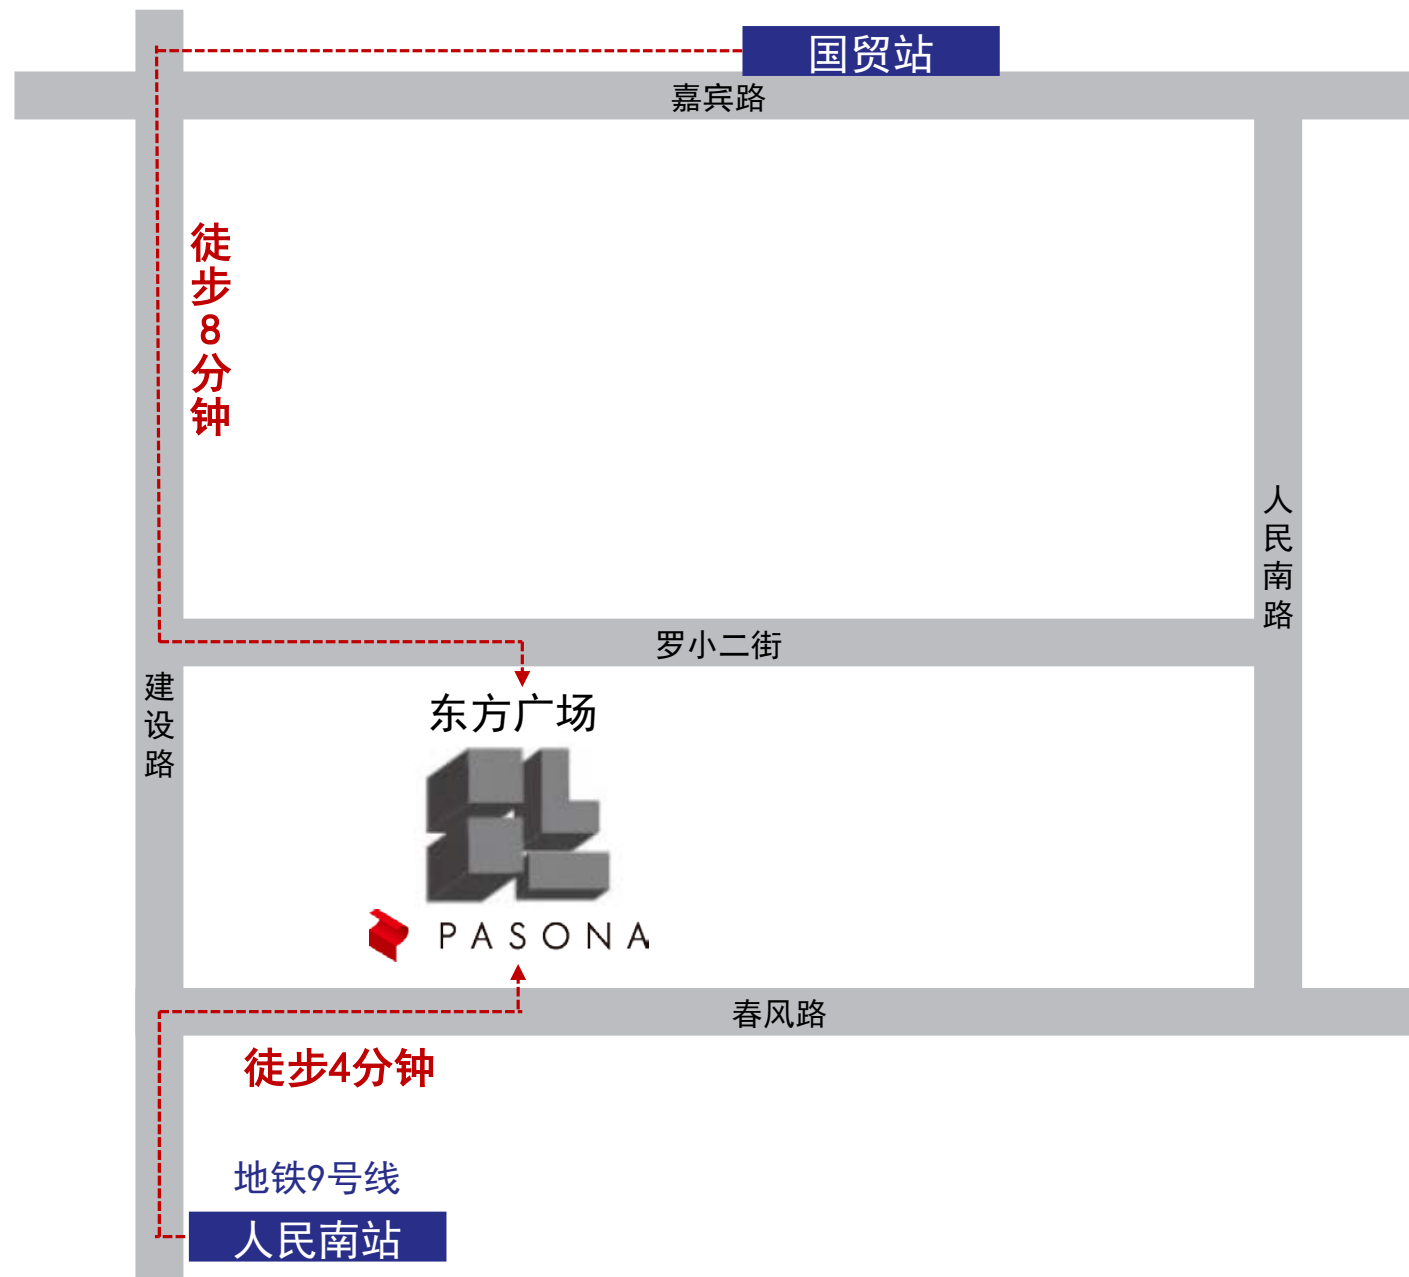 国贸站
嘉宾路
徒步8分钟
人民南路
罗小二街
建设路
东方广场
PASONA
春风路
徒步4分钟
地铁9号线
人民南站